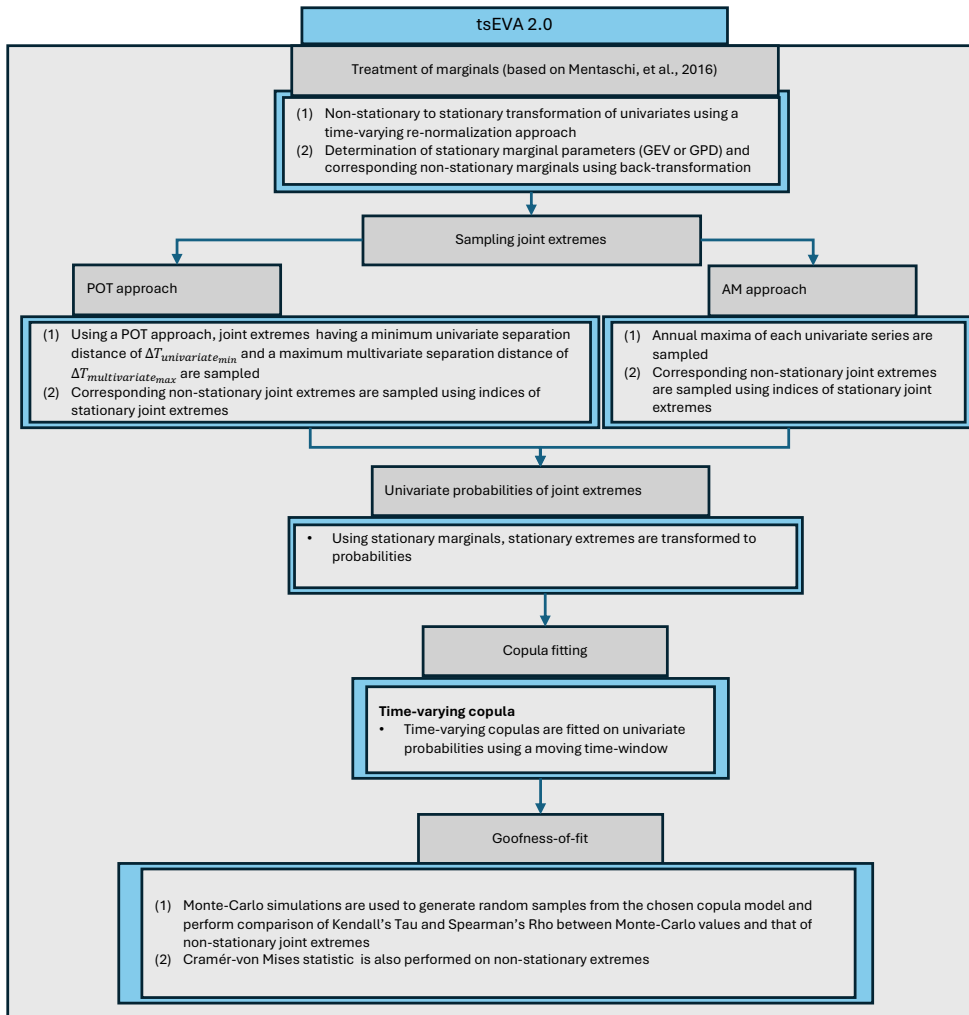 tsEVA 2.0
Treatment of marginals (based on Mentaschi, et al., 2016)
(1) Non-stationary to stationary transformation of univariates using a
time-varying re-normalization approach
(2) Determination of stationary marginal parameters (GEV or GPD) and
corresponding non-stationary marginals using back-transformation
Sampling joint extremes
POT approach
(1) Using a POT approach, joint extremes having a minimum univariate separation
distance of ΔT_univariate_min and a maximum multivariate separation distance of
ΔT_multivariate_max are sampled
(2) Corresponding non-stationary joint extremes are sampled using indices of
stationary joint extremes
AM approach
(1) Annual maxima of each univariate series are
sampled
(2) Corresponding non-stationary joint extremes
are sampled using indices of stationary joint
extremes
Univariate probabilities of joint extremes
• Using stationary marginals, stationary extremes are transformed to
probabilities
Copula fitting
Time-varying copula
• Time-varying copulas are fitted on univariate
probabilities using a moving time-window
Goofness-of-fit
(1) Monte-Carlo simulations are used to generate random samples from the chosen copula model and
perform comparison of Kendall's Tau and Spearman's Rho between Monte-Carlo values and that of
non-stationary joint extremes
(2) Cramér-von Mises statistic is also performed on non-stationary extremes